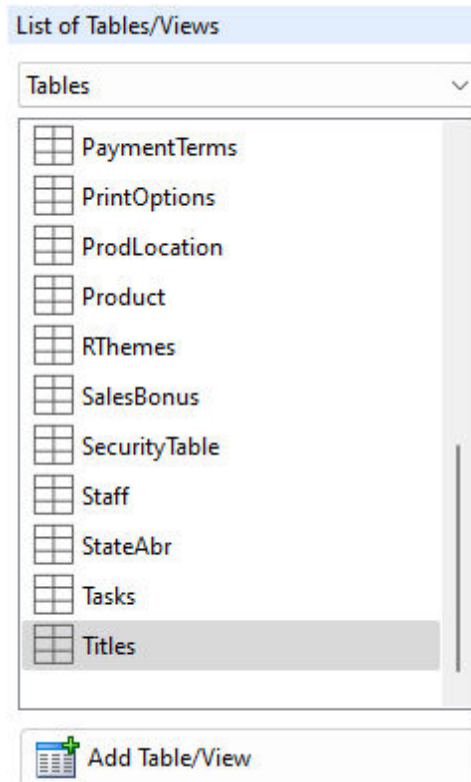 List of Tables/Views
Tables
PaymentTerms
PrintOptions
ProdLocation
Product
RThemes
SalesBonus
SecurityTable
Staff
StateAbr
Tasks
Titles
Add Table/View